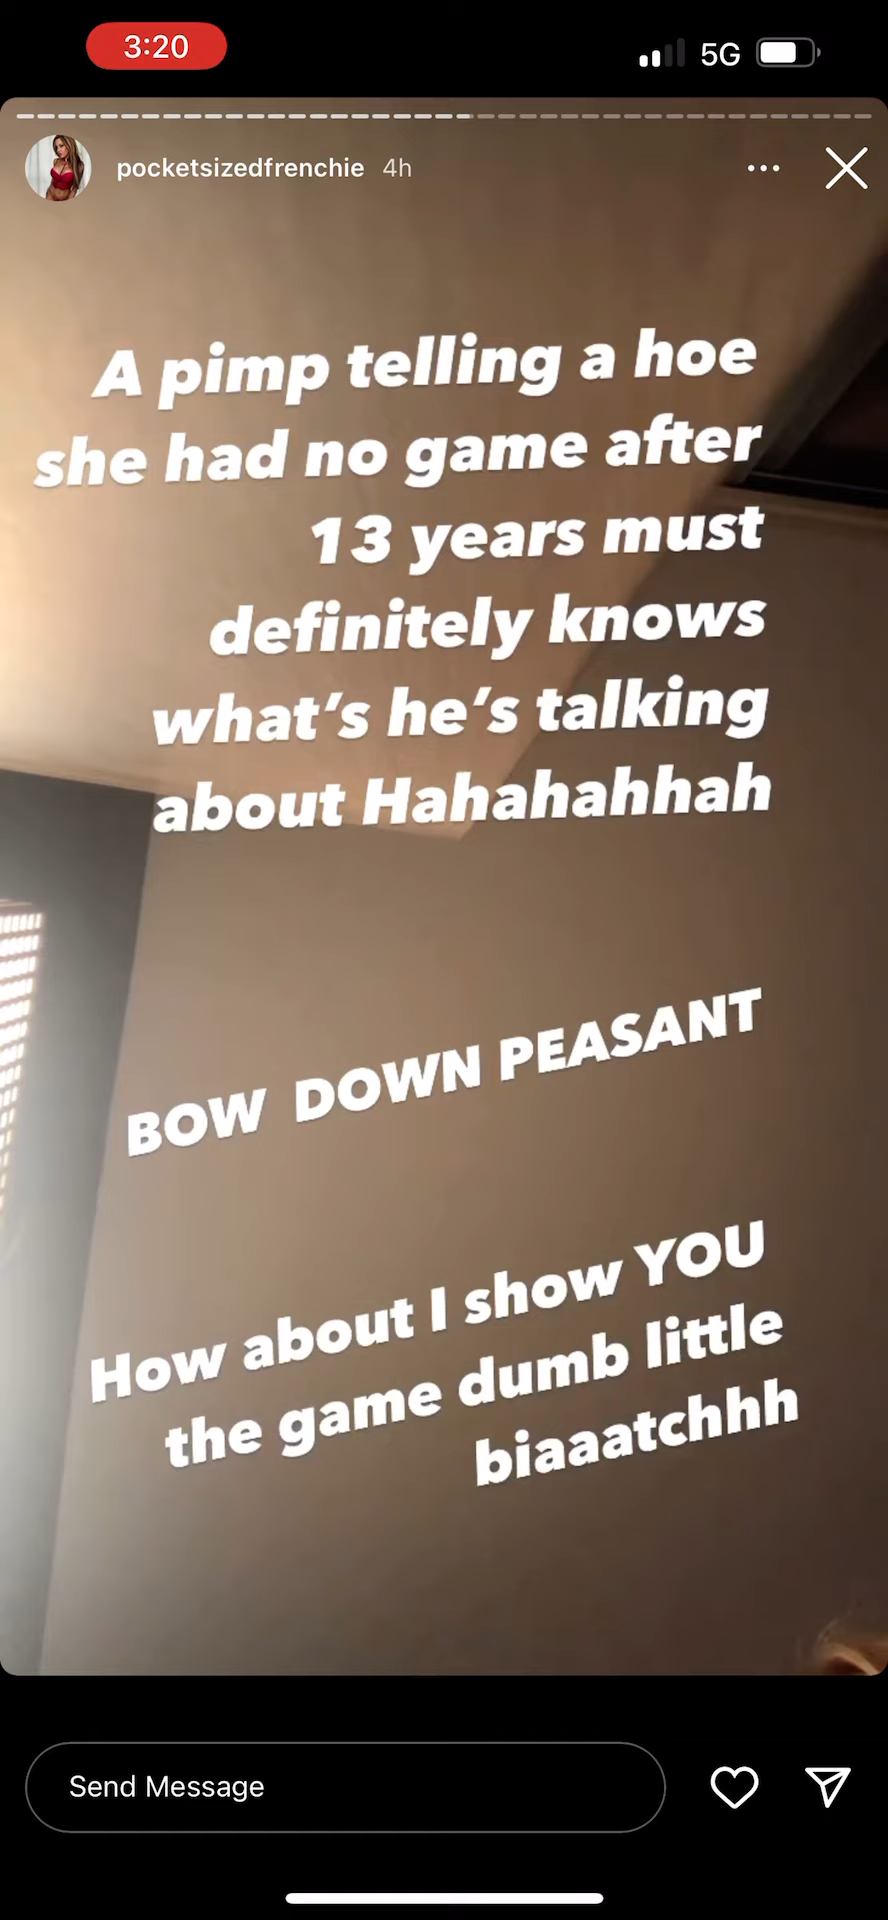 3:20
5G
pocketsizedfrenchie 4h
A pimp telling a hoe
she had no game after
13 years must
definitely knows
what's he's talking
about Hahahahhah
BOW DOWN PEASANT
How about I show YOU
the game dumb little
biaaatchhh
Send Message